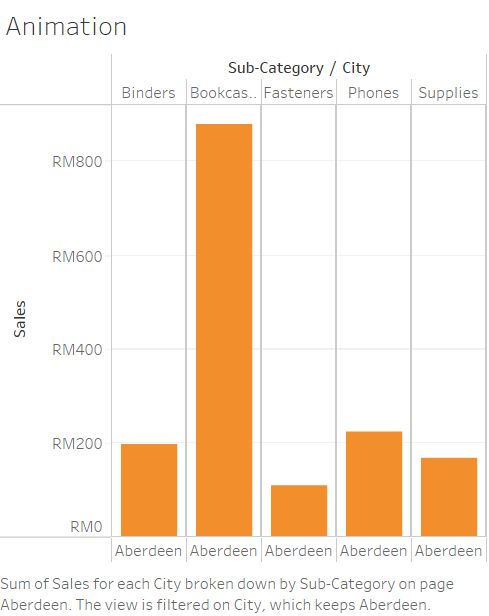 Animation
Sub-Category / City
Binders Bookcas.. Fasteners Phones Supplies
RM800
RM600
RM400
RM200
RM0
Sales
Aberdeen Aberdeen Aberdeen Aberdeen Aberdeen
Sum of Sales for each City broken down by Sub-Category on page
Aberdeen. The view is filtered on City, which keeps Aberdeen.